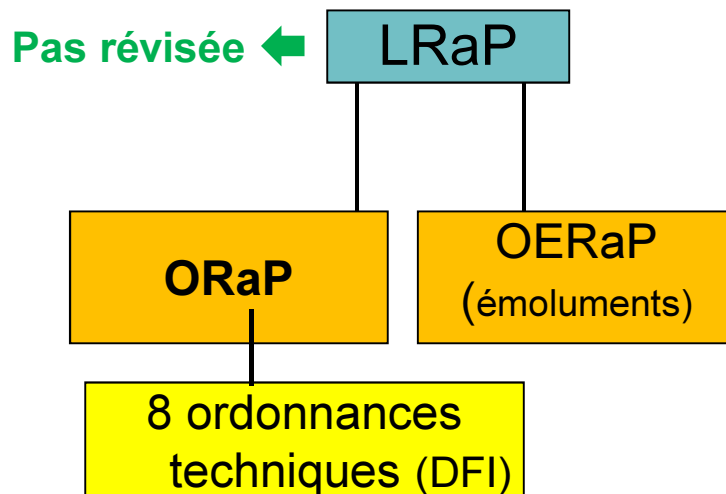 Pas révisée
LRaP
ORaP
OERaP
(émoluments)
8 ordonnances
techniques (DFI)